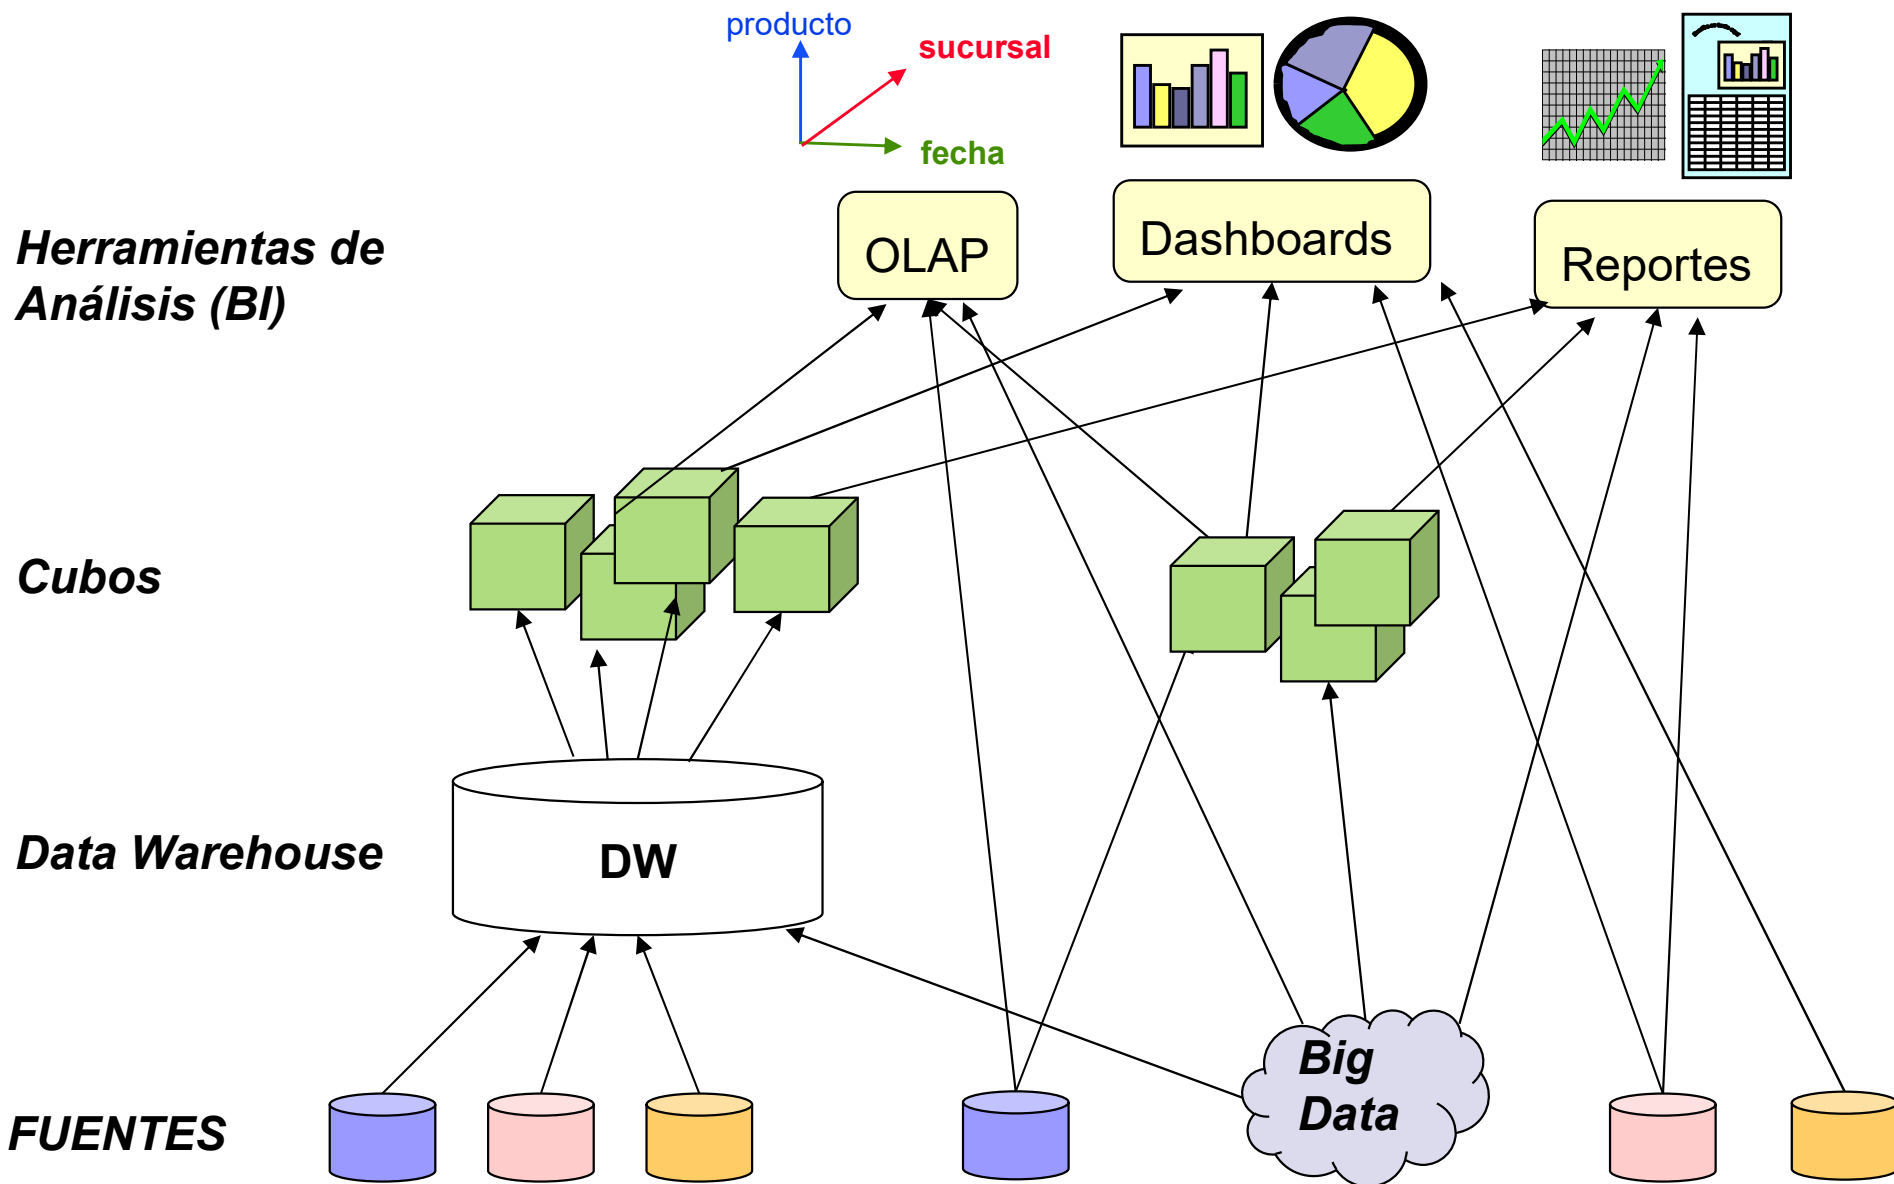 producto
sucursal
fecha
Herramientas de
Análisis (BI)
OLAP
Dashboards
Reportes
Cubos
Data Warehouse
DW
FUENTES
Big
Data